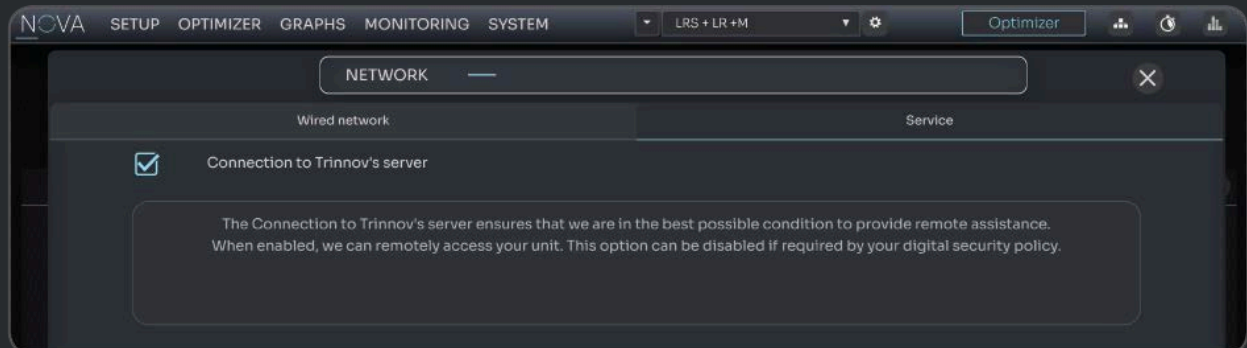 NOVA SETUP OPTIMIZER GRAPHS MONITORING SYSTEM LRS + LR +M Optimizer
NETWORK
Wired network Service
Connection to Trinnov's server
The Connection to Trinnov's server ensures that we are in the best possible condition to provide remote assistance.
When enabled, we can remotely access your unit. This option can be disabled if required by your digital security policy.